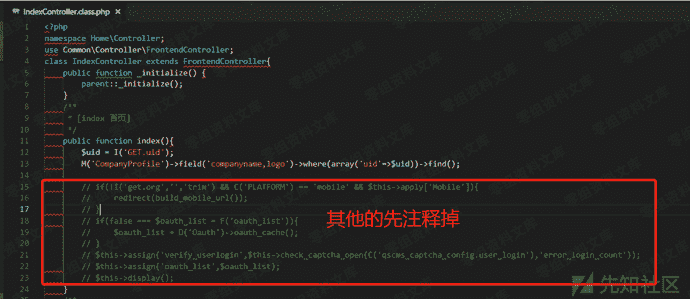 IndexController.class.php ×
1 <?php
2 namespace Home\Controller;
3 use Common\Controller\FrontendController;
4 class IndexController extends FrontendController{
5 public function _initialize() {
6 parent::_initialize();
7 }
8 /**
9 * [index 首页]
10 */
11 public function index(){
12 $uid = I('GET.uid');
13 M('CompanyProfile')->field('companyname,logo')->where(array('uid'=>$uid))->find();
14
15 // if(!I('get.org','','trim') && C('PLATFORM') == 'mobile' && $this->apply['Mobile']){
16 // redirect(build_mobile_url());
17 // }
18 // if(false === $oauth_list = F('oauth_list')){
19 // $oauth_list = D('Oauth')->oauth_cache();
20 // }
21 // $this->assign('verify_userlogin',$this->check_captcha_open(C('qscms_captcha_config.user_login'),'error_login_count'));
22 // $this->assign('oauth_list',$oauth_list);
23 // $this->display();
24 }
其他的先注释掉
先知社区